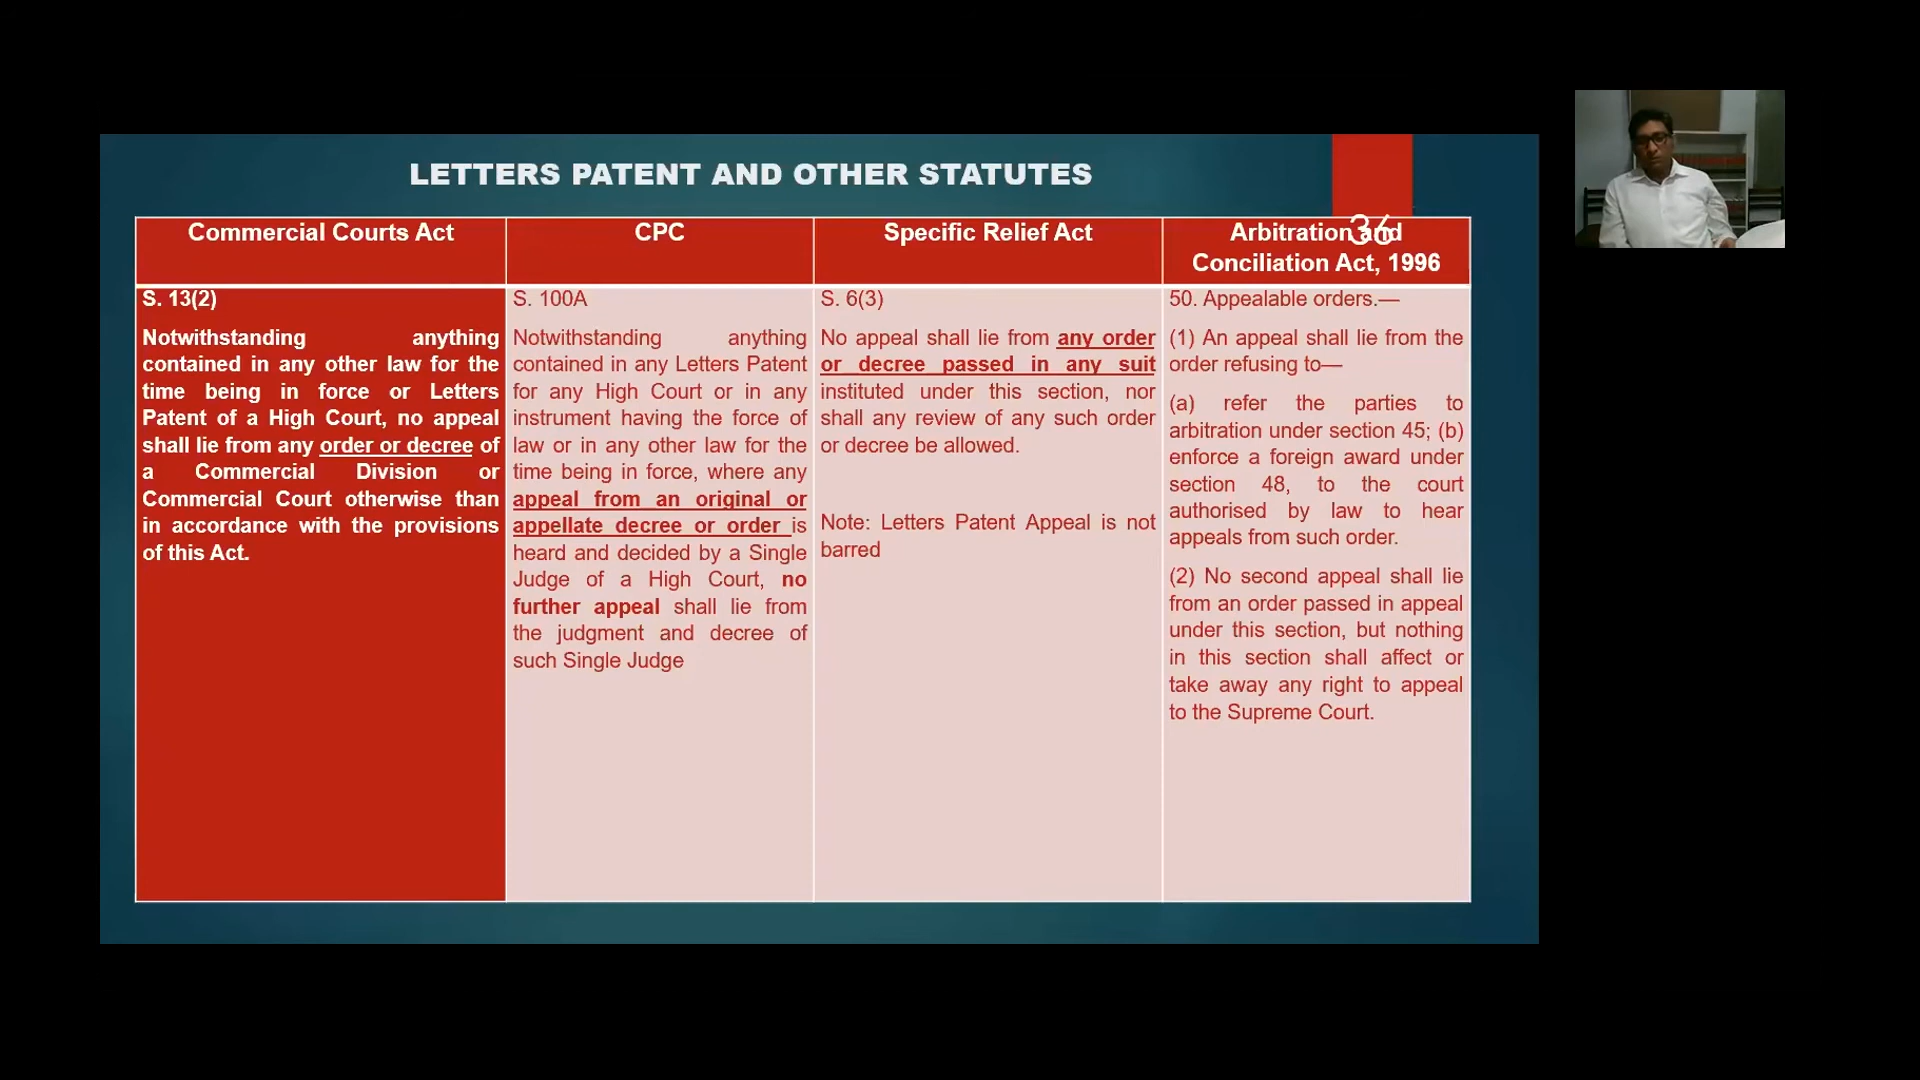 LETTERS PATENT AND OTHER STATUTES
36
Commercial Courts Act
S. 13(2)
Notwithstanding anything
contained in any other law for the
time being in force or Letters
Patent of a High Court, no appeal
shall lie from any order or decree of
a Commercial Division or
Commercial Court otherwise than
in accordance with the provisions
of this Act.
CPC
S. 100A
Notwithstanding anything
contained in any Letters Patent
for any High Court or in any
instrument having the force of
law or in any other law for the
time being in force, where any
appeal from an original or
appellate decree or order is
heard and decided by a Single
Judge of a High Court, no
further appeal shall lie from
the judgment and decree of
such Single Judge
Specific Relief Act
S. 6(3)
No appeal shall lie from any order
or decree passed in any suit
instituted under this section, nor
shall any review of any such order
or decree be allowed.
Note: Letters Patent Appeal is not
barred
Arbitration and
Conciliation Act, 1996
50. Appealable orders.—
(1) An appeal shall lie from the
order refusing to—
(a) refer the parties to
arbitration under section 45; (b)
enforce a foreign award under
section 48, to the court
authorised by law to hear
appeals from such order.
(2) No second appeal shall lie
from an order passed in appeal
under this section, but nothing
in this section shall affect or
take away any right to appeal
to the Supreme Court.